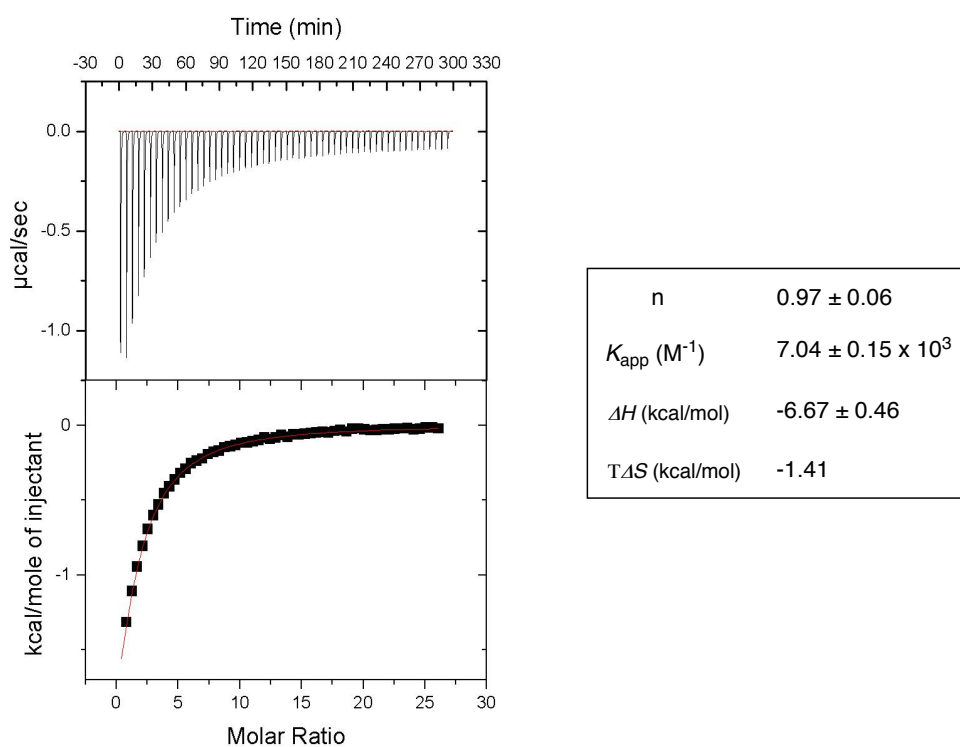 Time (min)
-30 0 30 60 90 120 150 180 210 240 270 300 330
0.0
-0.5
-1.0
µcal/sec
0
-1
kcal/mole of injectant
0 5 10 15 20 25 30
Molar Ratio
n 0.97 ± 0.06
Kapp (M⁻¹) 7.04 ± 0.15 x 10³
ΔH (kcal/mol) -6.67 ± 0.46
TΔS (kcal/mol) -1.41